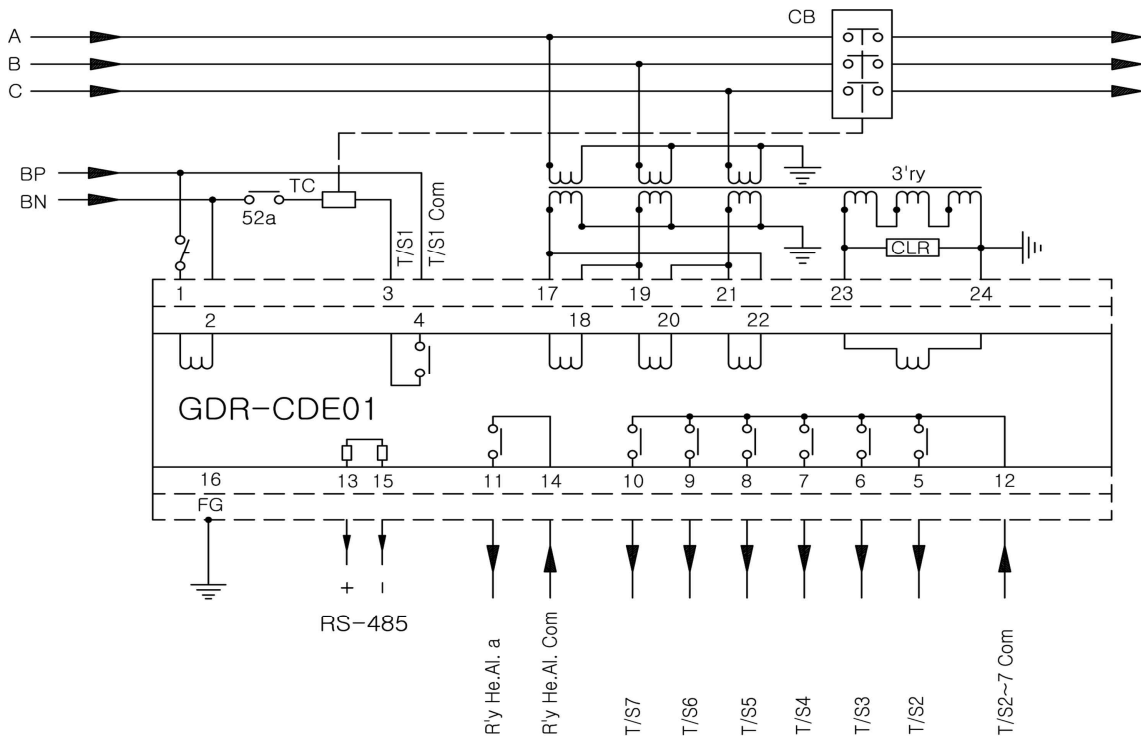 CB
A
B
C
BP
BN
TC
52a
T/S1
T/S1 Com
3'ry
CLR
1 3 17 19 21 23 24
2 4 18 20 22
GDR-CDE01
16 13 15 11 14 10 9 8 7 6 5 12
FG
+ -
RS-485
R'y He.Al. a
R'y He.Al. Com
T/S7
T/S6
T/S5
T/S4
T/S3
T/S2
T/S2~7 Com